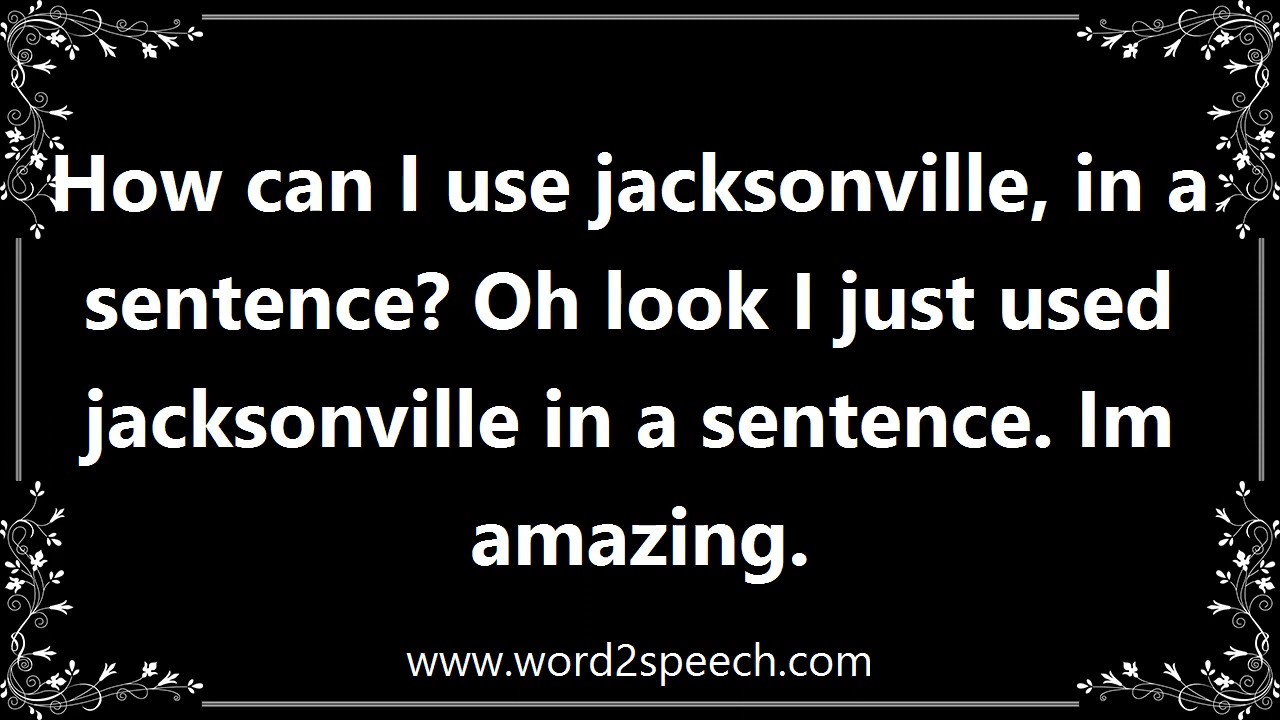 How can I use jacksonville, in a
sentence? Oh look I just used
jacksonville in a sentence. Im
amazing.
www.word2speech.com